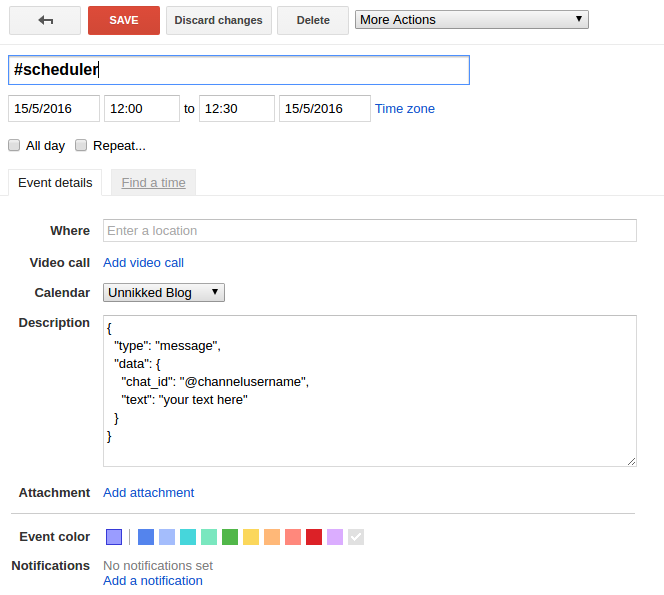 SAVE Discard changes Delete More Actions
#scheduler
15/5/2016 12:00 to 12:30 15/5/2016 Time zone
All day Repeat...
Event details Find a time
Where Enter a location
Video call Add video call
Calendar Unnikked Blog
Description {
"type": "message",
"data": {
"chat_id": "@channelusername",
"text": "your text here"
}
}
Attachment Add attachment
Event color
Notifications No notifications set
Add a notification